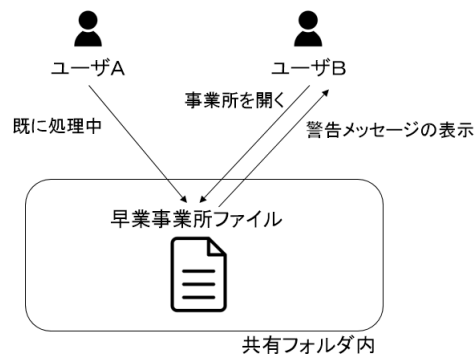 ユーザA
ユーザB
事業所を開く
既に処理中
警告メッセージの表示
早業事業所ファイル
共有フォルダ内